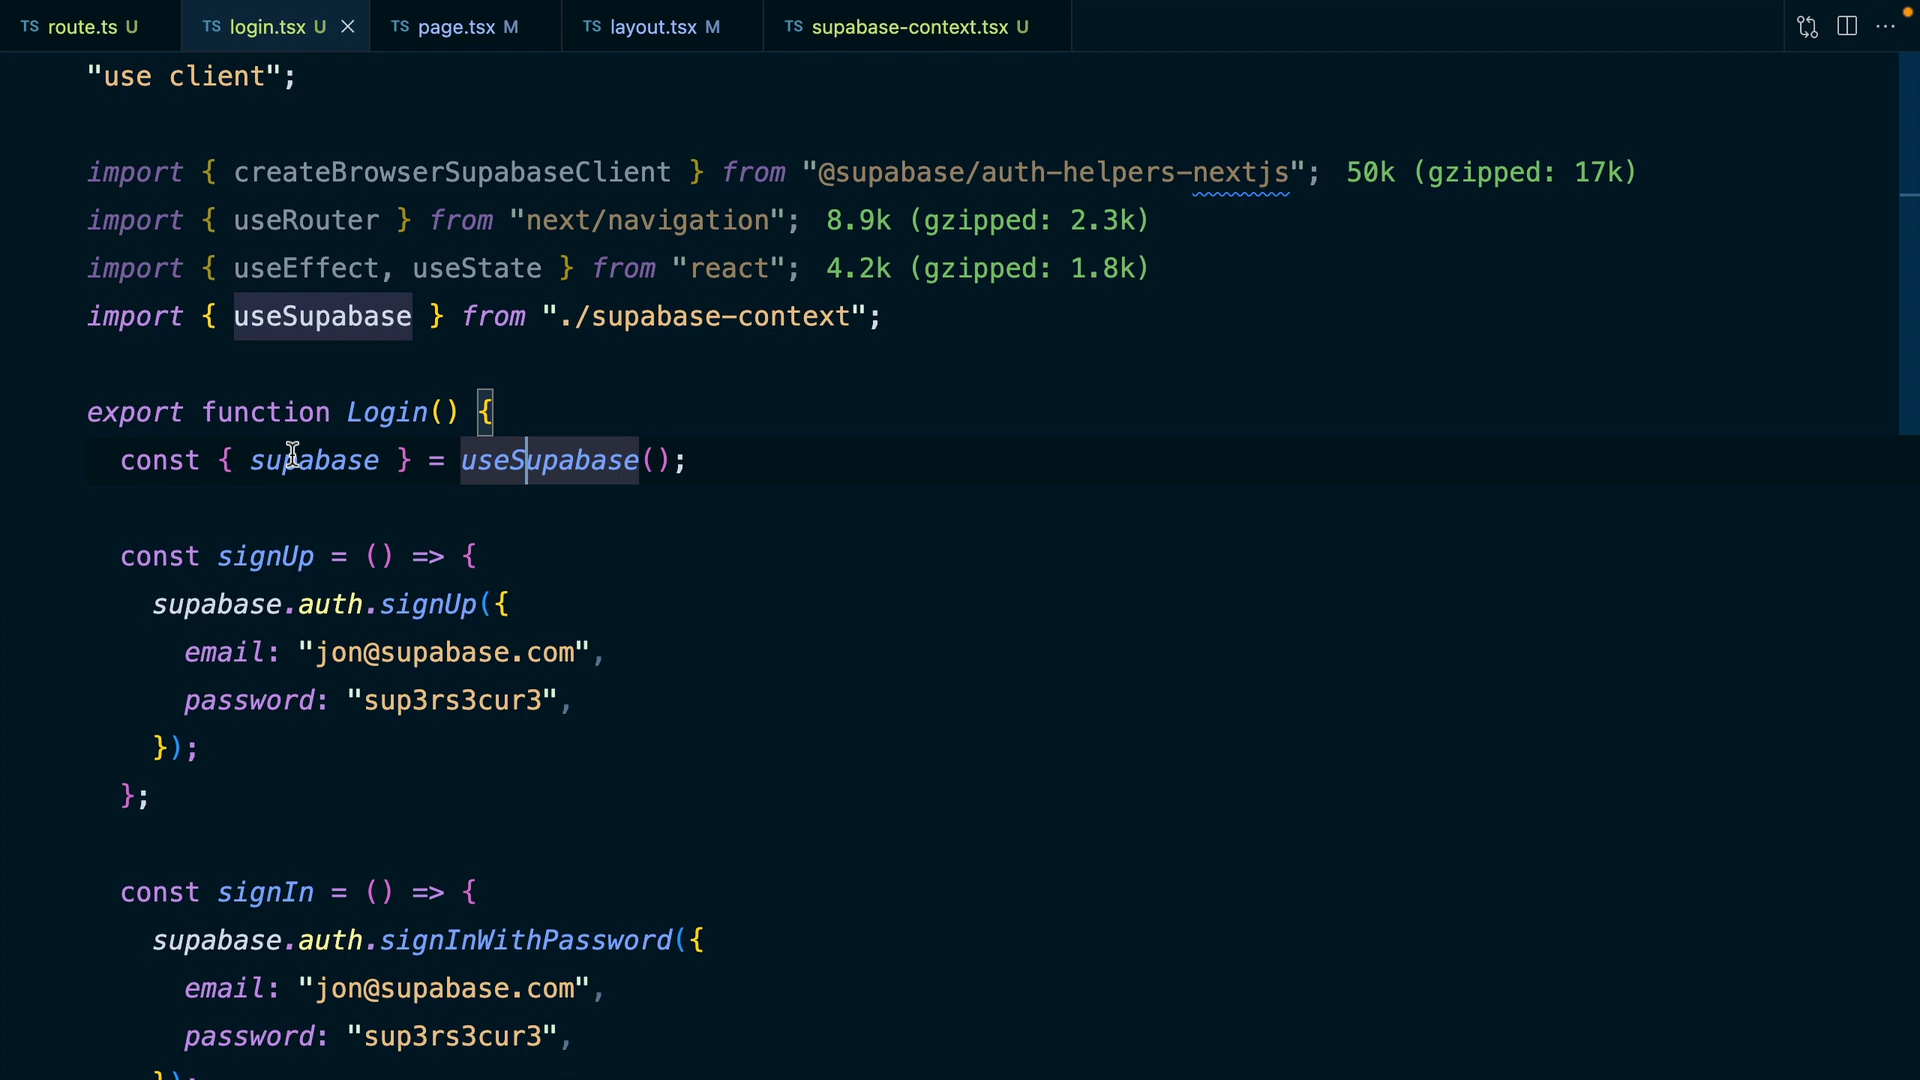 TS route.ts U TS login.tsx U TS page.tsx M TS layout.tsx M TS supabase-context.tsx U
"use client";
import { createBrowserSupabaseClient } from "@supabase/auth-helpers-nextjs"; 50k (gzipped: 17k)
import { useRouter } from "next/navigation"; 8.9k (gzipped: 2.3k)
import { useEffect, useState } from "react"; 4.2k (gzipped: 1.8k)
import { useSupabase } from "./supabase-context";
export function Login() {
const { supabase } = useSupabase();
const signUp = () => {
supabase.auth.signUp({
email: "jon@supabase.com",
password: "sup3rs3cur3",
});
};
const signIn = () => {
supabase.auth.signInWithPassword({
email: "jon@supabase.com",
password: "sup3rs3cur3",
});